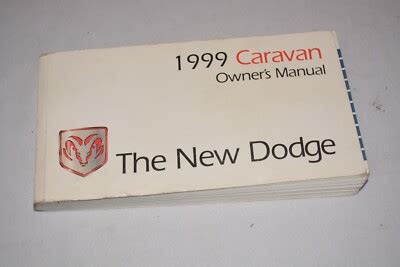 1999 Caravan
Owner's Manual
The New Dodge